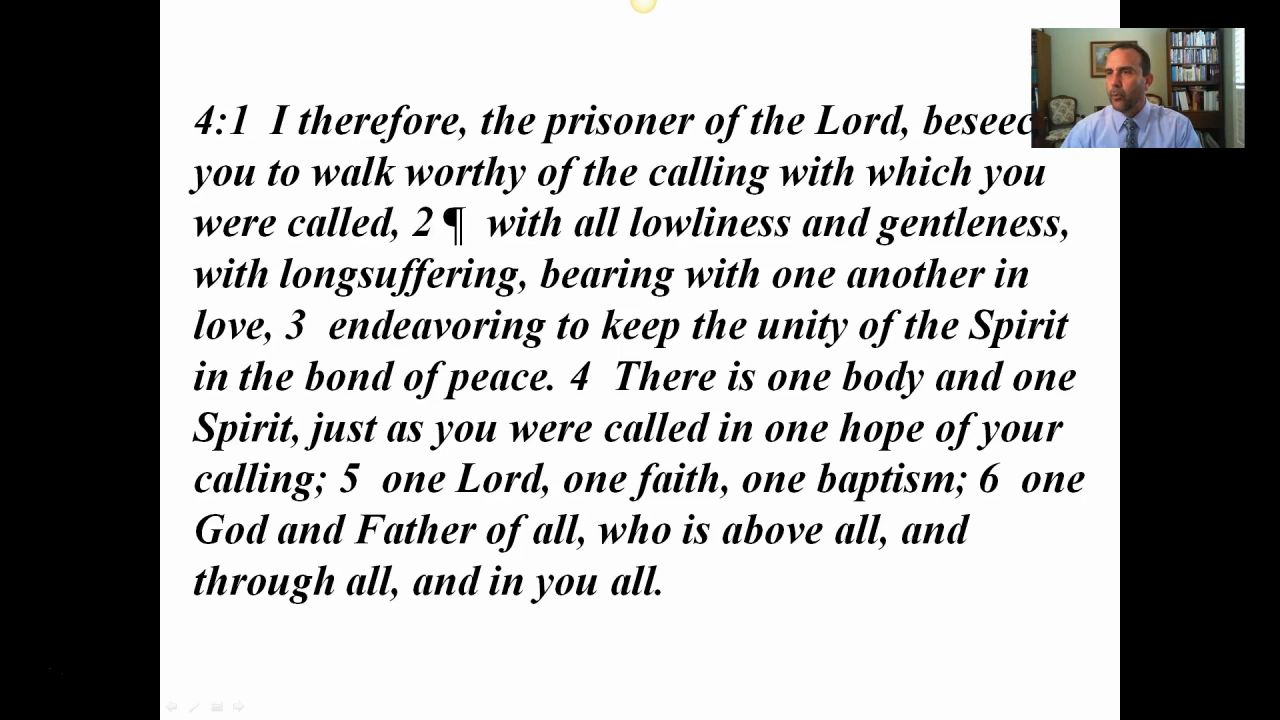 4:1 I therefore, the prisoner of the Lord, beseec
you to walk worthy of the calling with which you
were called, 2 ¶ with all lowliness and gentleness,
with longsuffering, bearing with one another in
love, 3 endeavoring to keep the unity of the Spirit
in the bond of peace. 4 There is one body and one
Spirit, just as you were called in one hope of your
calling; 5 one Lord, one faith, one baptism; 6 one
God and Father of all, who is above all, and
through all, and in you all.